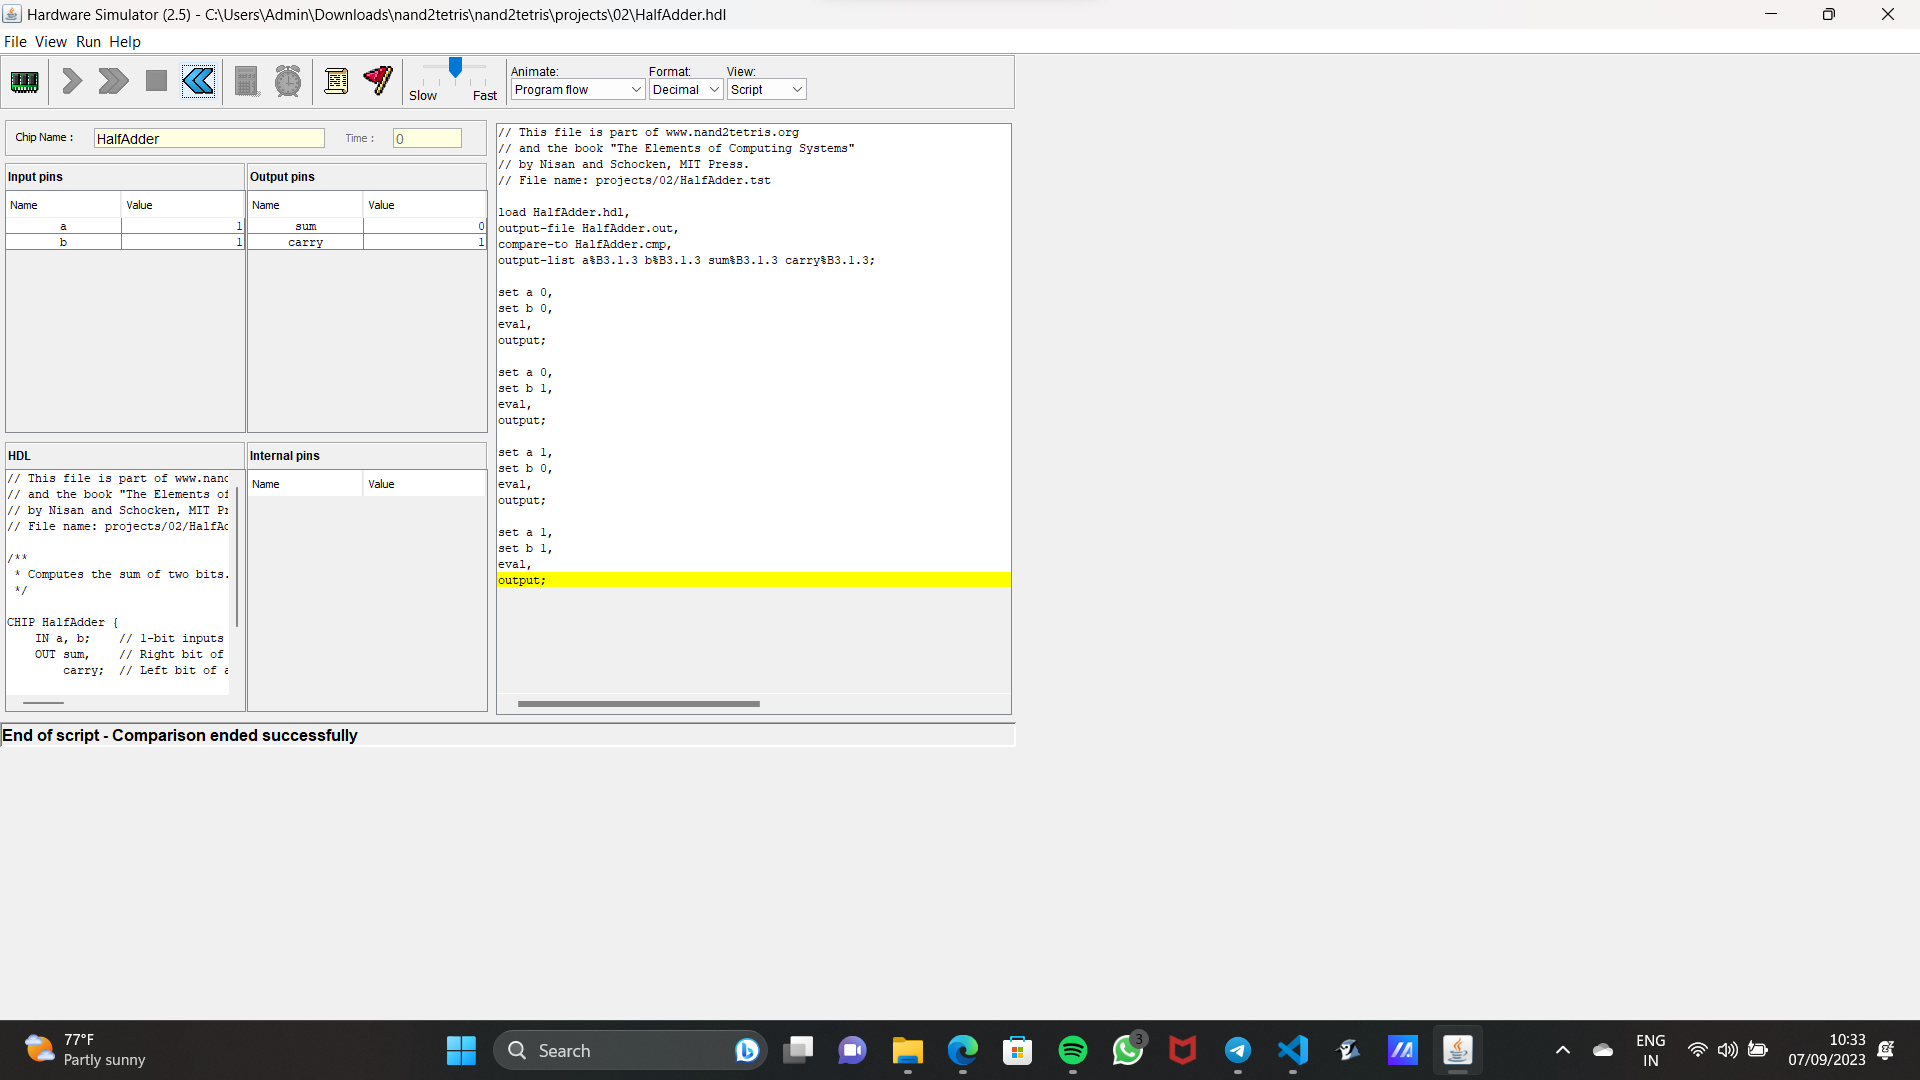 Hardware Simulator (2.5) - C:\Users\Admin\Downloads\nand2tetris\nand2tetris\projects\02\HalfAdder.hdl
File View Run Help
Slow Fast
Animate: Format: View:
Program flow Decimal Script
Chip Name : HalfAdder Time : 0
Input pins Output pins
Name Value Name Value
a 1 sum 0
b 1 carry 1
HDL Internal pins
// This file is part of www.nand Name Value
// and the book "The Elements of
// by Nisan and Schocken, MIT Pr
// File name: projects/02/HalfAd
/**
* Computes the sum of two bits.
*/
CHIP HalfAdder {
IN a, b; // 1-bit inputs
OUT sum, // Right bit of
carry; // Left bit of a
// This file is part of www.nand2tetris.org
// and the book "The Elements of Computing Systems"
// by Nisan and Schocken, MIT Press.
// File name: projects/02/HalfAdder.tst
load HalfAdder.hdl,
output-file HalfAdder.out,
compare-to HalfAdder.cmp,
output-list a%B3.1.3 b%B3.1.3 sum%B3.1.3 carry%B3.1.3;
set a 0,
set b 0,
eval,
output;
set a 0,
set b 1,
eval,
output;
set a 1,
set b 0,
eval,
output;
set a 1,
set b 1,
eval,
output;
End of script - Comparison ended successfully
77°F
Partly sunny
Search
3
ENG
IN
10:33
07/09/2023